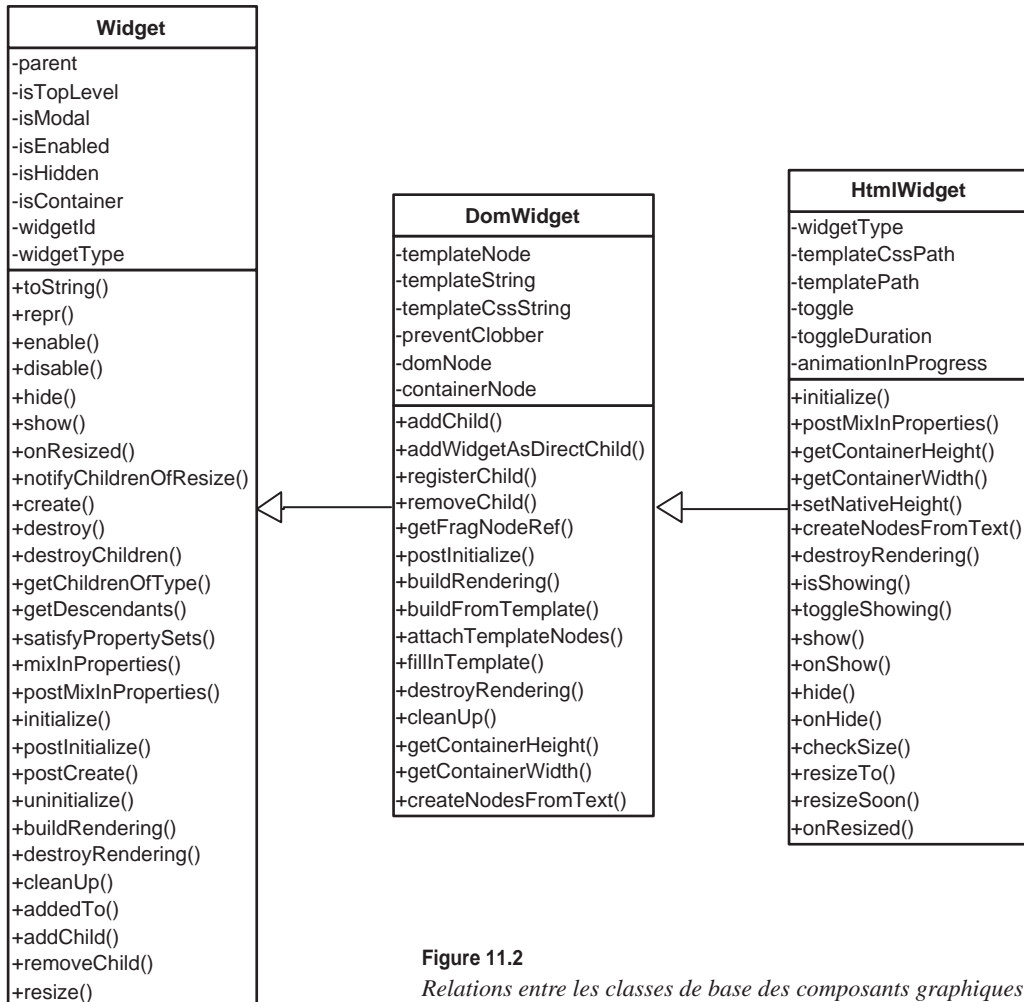 Widget
-parent
-isTopLevel
-isModal
-isEnabled
-isHidden
-isContainer
-widgetId
-widgetType
+toString()
+repr()
+enable()
+disable()
+hide()
+show()
+onResized()
+notifyChildrenOfResize()
+create()
+destroy()
+destroyChildren()
+getChildrenOfType()
+getDescendants()
+satisfyPropertySets()
+mixInProperties()
+postMixInProperties()
+initialize()
+postInitialize()
+postCreate()
+uninitialize()
+buildRendering()
+destroyRendering()
+cleanUp()
+addedTo()
+addChild()
+removeChild()
+resize()
DomWidget
-templateNode
-templateString
-templateCssString
-preventClobber
-domNode
-containerNode
+addChild()
+addWidgetAsDirectChild()
+registerChild()
+removeChild()
+getFragNodeRef()
+postInitialize()
+buildRendering()
+buildFromTemplate()
+attachTemplateNodes()
+fillInTemplate()
+destroyRendering()
+cleanUp()
+getContainerHeight()
+getContainerWidth()
+createNodesFromText()
HtmlWidget
-widgetType
-templateCssPath
-templatePath
-toggle
-toggleDuration
-animationInProgress
+initialize()
+postMixInProperties()
+getContainerHeight()
+getContainerWidth()
+setNativeHeight()
+createNodesFromText()
+destroyRendering()
+isShowing()
+toggleShowing()
+show()
+onShow()
+hide()
+onHide()
+checkSize()
+resizeTo()
+resizeSoon()
+onResized()
Figure 11.2
Relations entre les classes de base des composants graphiques